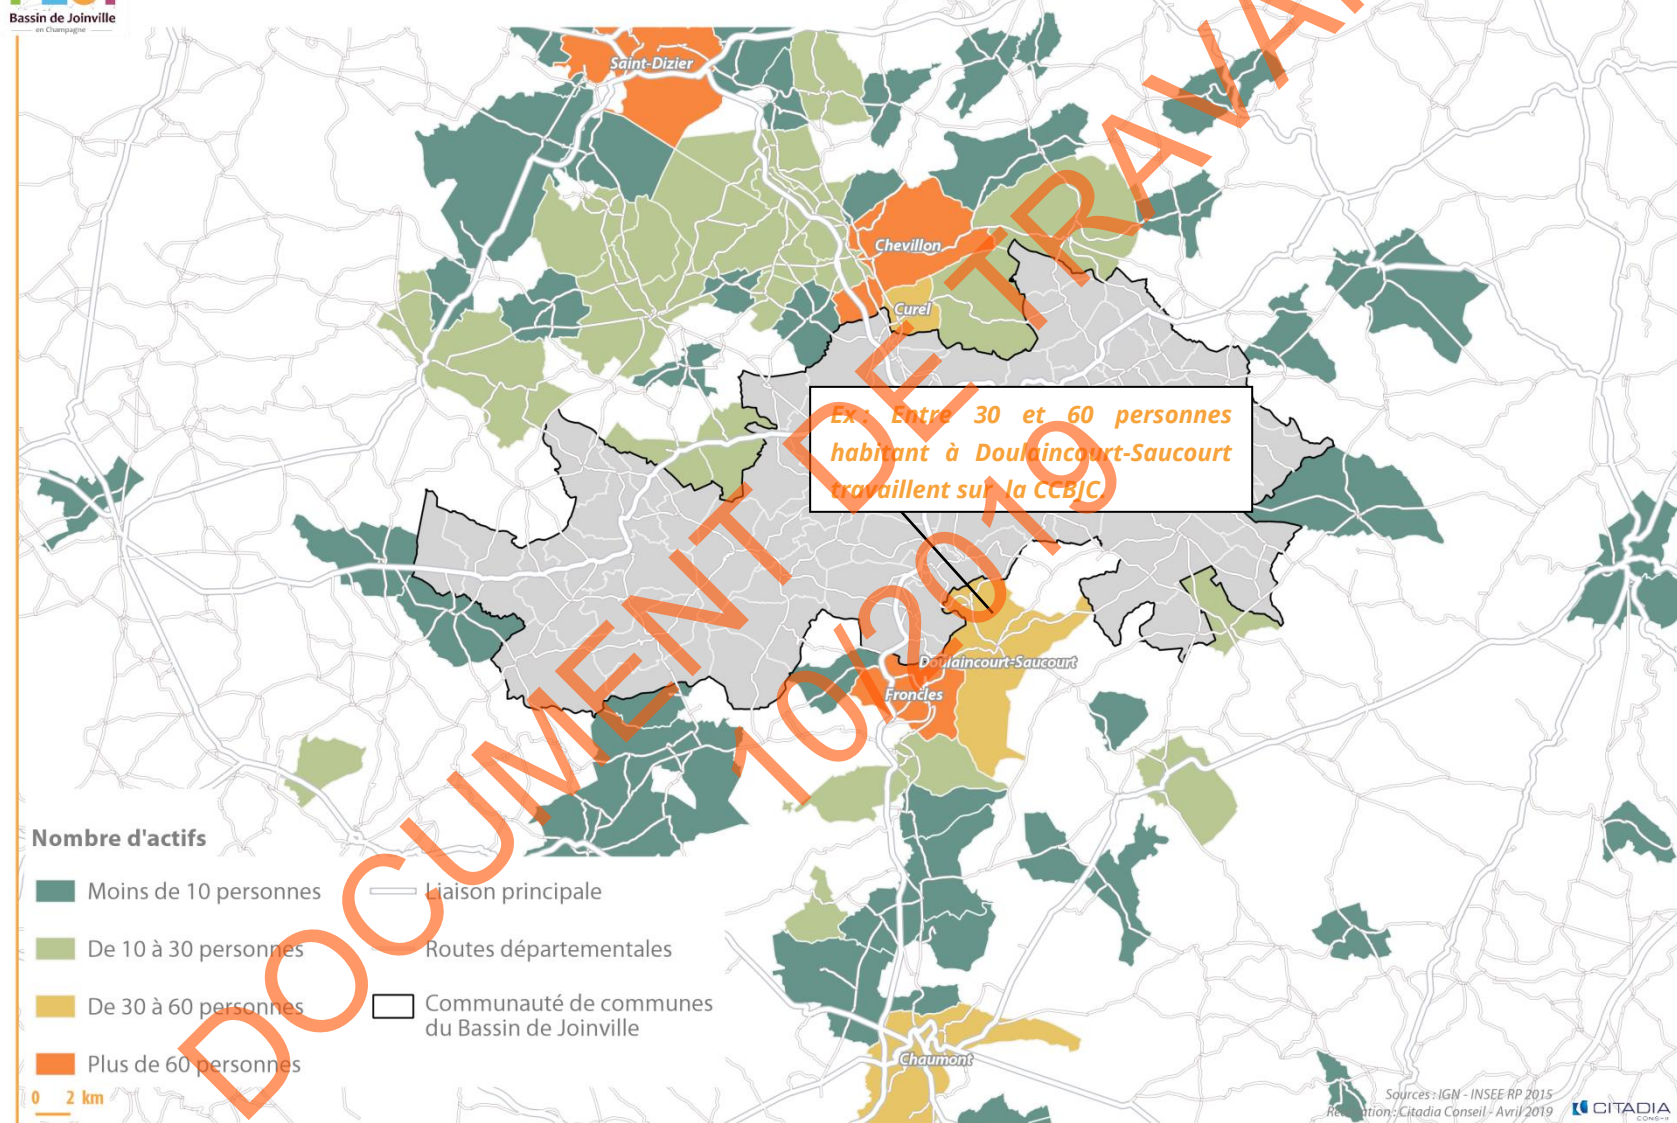 Bassin de Joinville
en Champagne
Saint-Dizier
Chevillon
Curel
Ex : Entre 30 et 60 personnes
habitant à Doulaincourt-Saucourt
travaillent sur la CCBJC.
Doulaincourt-Saucourt
Froncles
Chaumont
DOCUMENT DE TRAVA
10/2019
Nombre d'actifs
Moins de 10 personnes
De 10 à 30 personnes
De 30 à 60 personnes
Plus de 60 personnes
Liaison principale
Routes départementales
Communauté de communes
du Bassin de Joinville
0 2 km
Sources : IGN - INSEE RP 2015
Réalisation : Citadia Conseil - Avril 2019
CITADIA
CONSEIL